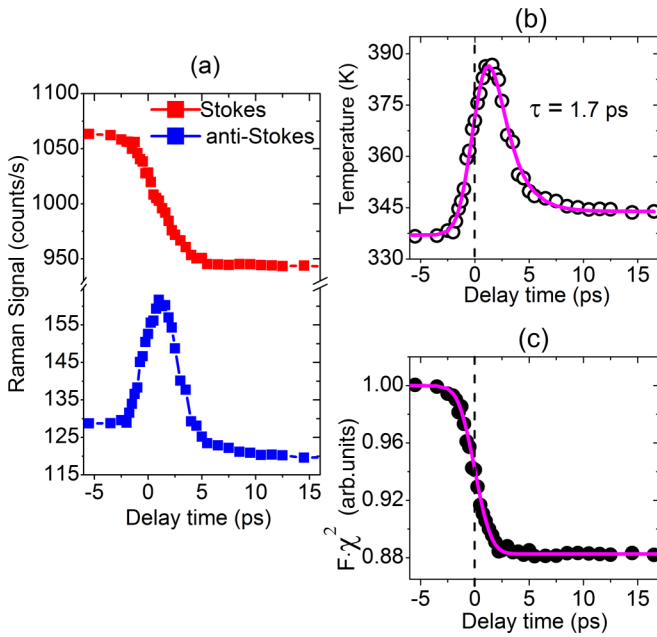 (a)
Stokes
anti-Stokes
1100
1050
1000
950
155
145
135
125
115
Raman Signal (counts/s)
-5 0 5 10 15
Delay time (ps)
(b)
τ = 1.7 ps
390
375
360
345
330
Temperature (K)
-5 0 5 10 15
Delay time (ps)
(c)
1.00
0.96
0.92
0.88
F·χ² (arb.units)
-5 0 5 10 15
Delay time (ps)